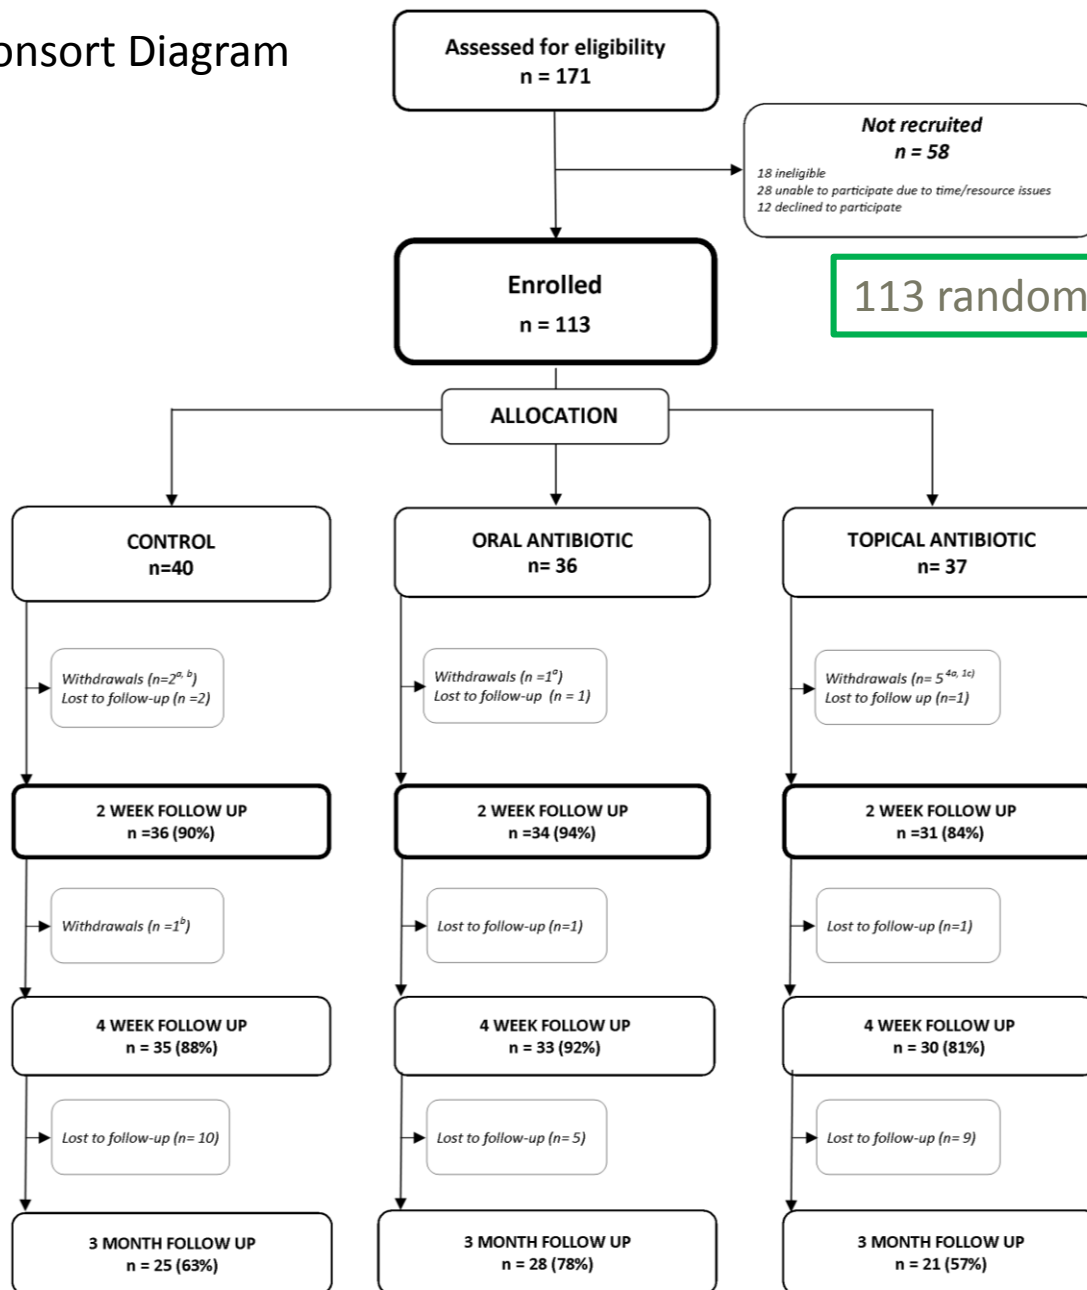 onsort Diagram
Assessed for eligibility
n = 171
Not recruited
n = 58
18 ineligible
28 unable to participate due to time/resource issues
12 declined to participate
Enrolled
n = 113
113 random
ALLOCATION
CONTROL
n=40
ORAL ANTIBIOTIC
n= 36
TOPICAL ANTIBIOTIC
n= 37
Withdrawals (n=2a, b)
Lost to follow-up (n =2)
Withdrawals (n =1a)
Lost to follow-up (n = 1)
Withdrawals (n= 5 4a, 1c)
Lost to follow up (n=1)
2 WEEK FOLLOW UP
n =36 (90%)
2 WEEK FOLLOW UP
n =34 (94%)
2 WEEK FOLLOW UP
n =31 (84%)
Withdrawals (n =1b)
Lost to follow-up (n=1)
Lost to follow-up (n=1)
4 WEEK FOLLOW UP
n = 35 (88%)
4 WEEK FOLLOW UP
n = 33 (92%)
4 WEEK FOLLOW UP
n = 30 (81%)
Lost to follow-up (n= 10)
Lost to follow-up (n= 5)
Lost to follow-up (n= 9)
3 MONTH FOLLOW UP
n = 25 (63%)
3 MONTH FOLLOW UP
n = 28 (78%)
3 MONTH FOLLOW UP
n = 21 (57%)